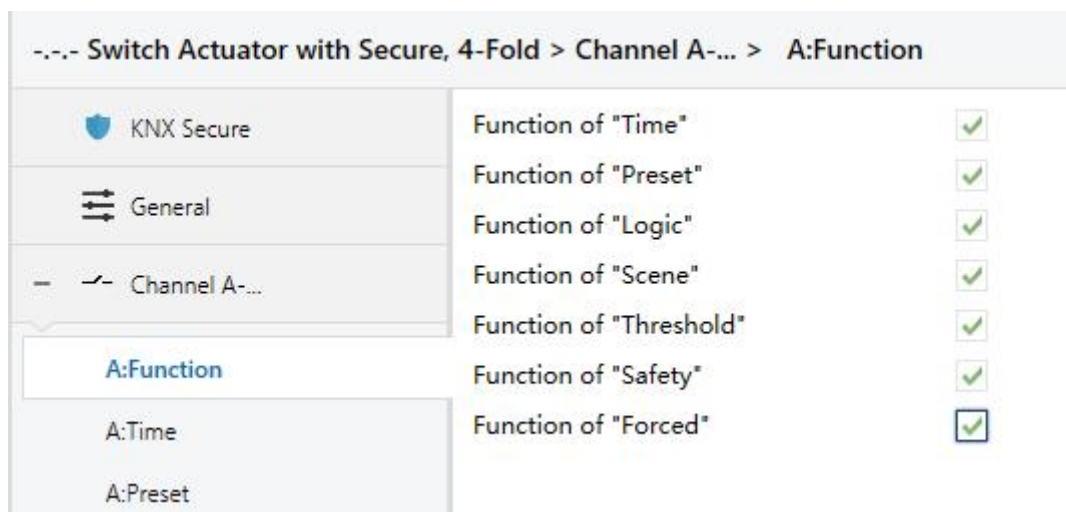 -.-.- Switch Actuator with Secure, 4-Fold > Channel A-... > A:Function
KNX Secure
General
Channel A-...
A:Function
A:Time
A:Preset
Function of "Time"
Function of "Preset"
Function of "Logic"
Function of "Scene"
Function of "Threshold"
Function of "Safety"
Function of "Forced"